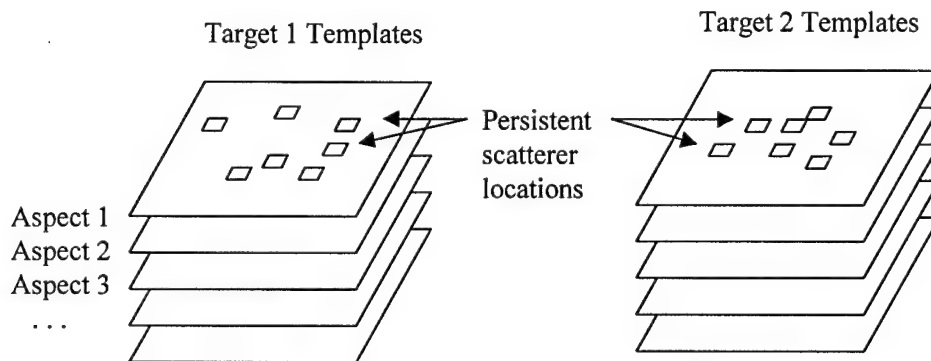 Target 1 Templates
Target 2 Templates
Persistent
scatterer
locations
Aspect 1
Aspect 2
Aspect 3
. . .